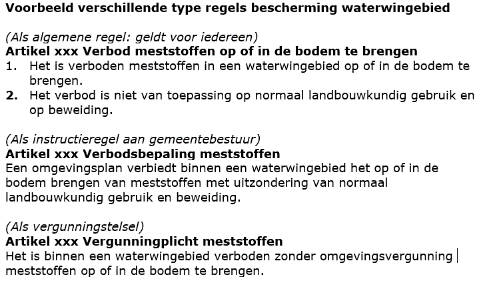 Voorbeeld verschillende type regels bescherming waterwingebied
(Als algemene regel: geldt voor iedereen)
Artikel xxx Verbod meststoffen op of in de bodem te brengen
1. Het is verboden meststoffen in een waterwingebied op of in de bodem te
brengen.
2. Het verbod is niet van toepassing op normaal landbouwkundig gebruik en
op beweiding.
(Als instructieregel aan gemeentebestuur)
Artikel xxx Verbodsbepaling meststoffen
Een omgevingsplan verbiedt binnen een waterwingebied het op of in de
bodem brengen van meststoffen met uitzondering van normaal
landbouwkundig gebruik en beweiding.
(Als vergunningstelsel)
Artikel xxx Vergunningplicht meststoffen
Het is binnen een waterwingebied verboden zonder omgevingsvergunning
meststoffen op of in de bodem te brengen.